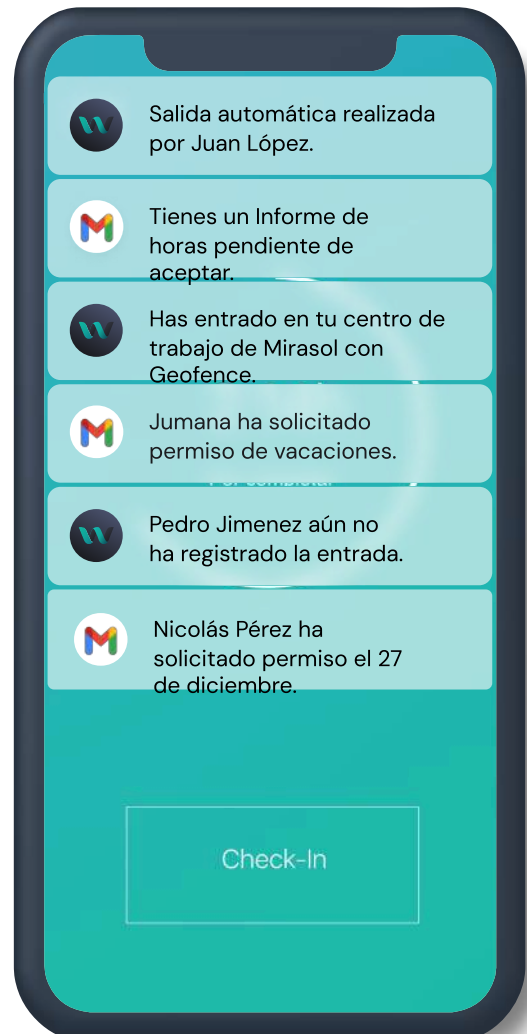 Salida automática realizada
por Juan López.
Tienes un Informe de
horas pendiente de
aceptar.
Has entrado en tu centro de
trabajo de Mirasol con
Geofence.
Jumana ha solicitado
permiso de vacaciones.
Pedro Jimenez aún no
ha registrado la entrada.
Nicolás Pérez ha
solicitado permiso el 27
de diciembre.
Check-In